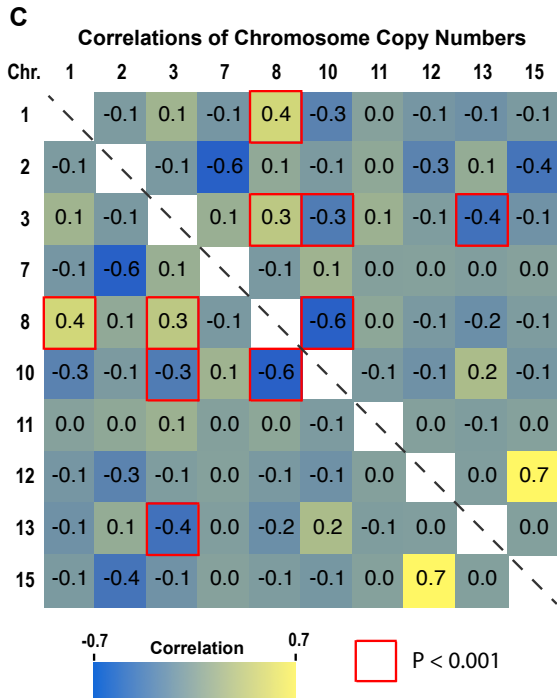 C
Correlations of Chromosome Copy Numbers
Chr. 1 2 3 7 8 10 11 12 13 15
1 -0.1 0.1 -0.1 0.4 -0.3 0.0 -0.1 -0.1 -0.1
2 -0.1 -0.1 -0.6 0.1 -0.1 0.0 -0.3 0.1 -0.4
3 0.1 -0.1 0.1 0.3 -0.3 0.1 -0.1 -0.4 -0.1
7 -0.1 -0.6 0.1 -0.1 0.1 0.0 0.0 0.0 0.0
8 0.4 0.1 0.3 -0.1 -0.6 0.0 -0.1 -0.2 -0.1
10 -0.3 -0.1 -0.3 0.1 -0.6 -0.1 -0.1 0.2 -0.1
11 0.0 0.0 0.1 0.0 0.0 -0.1 0.0 -0.1 0.0
12 -0.1 -0.3 -0.1 0.0 -0.1 -0.1 0.0 0.0 0.7
13 -0.1 0.1 -0.4 0.0 -0.2 0.2 -0.1 0.0 0.0
15 -0.1 -0.4 -0.1 0.0 -0.1 -0.1 0.0 0.7 0.0
-0.7 Correlation 0.7
P < 0.001